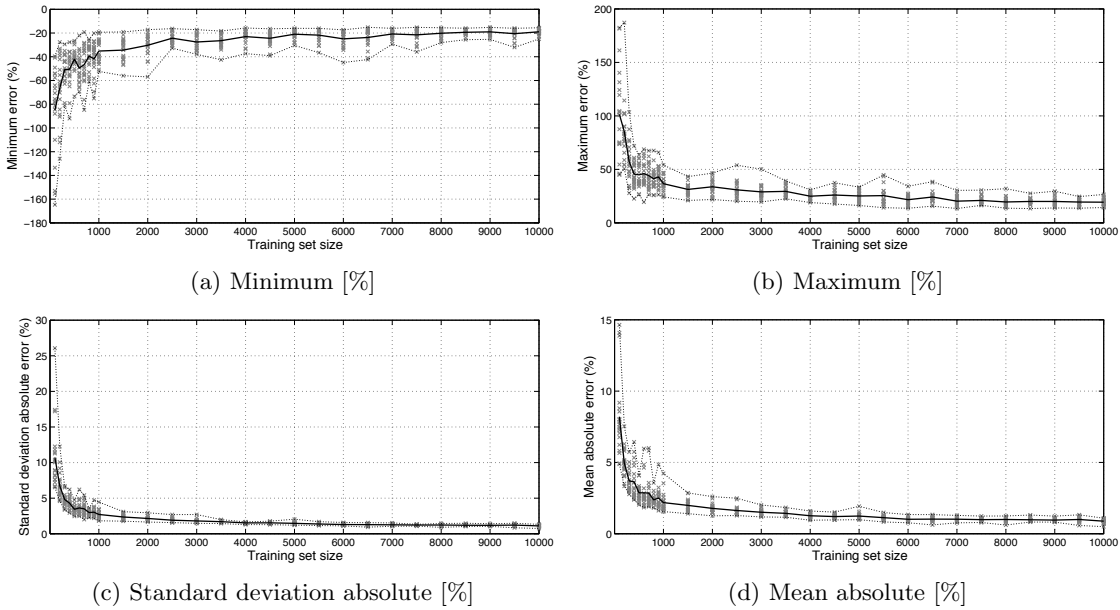 0
−20
−40
−60
−80
−100
−120
−140
−160
−180
Minimum error (%)
1000 2000 3000 4000 5000 6000 7000 8000 9000 10000
Training set size
(a) Minimum [%]
200
150
100
50
0
Maximum error (%)
1000 2000 3000 4000 5000 6000 7000 8000 9000 10000
Training set size
(b) Maximum [%]
30
25
20
15
10
5
0
Standard deviation absolute error (%)
1000 2000 3000 4000 5000 6000 7000 8000 9000 10000
Training set size
(c) Standard deviation absolute [%]
15
10
5
0
Mean absolute error (%)
1000 2000 3000 4000 5000 6000 7000 8000 9000 10000
Training set size
(d) Mean absolute [%]